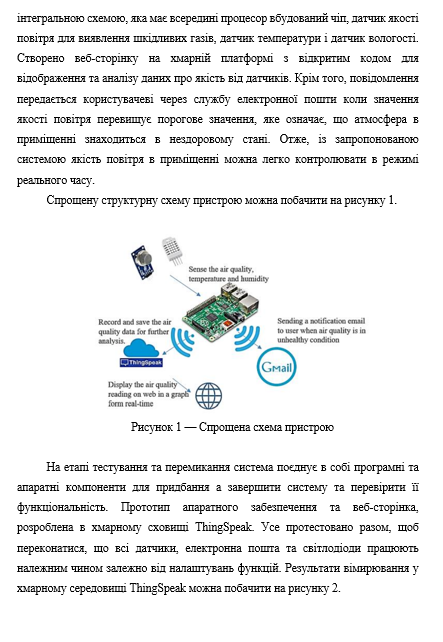 інтегральною схемою, яка має всередині процесор вбудований чіп, датчик якості
повітря для виявлення шкідливих газів, датчик температури і датчик вологості.
Створено веб-сторінку на хмарній платформі з відкритим кодом для
відображення та аналізу даних про якість від датчиків. Крім того, повідомлення
передається користувачеві через службу електронної пошти коли значення
якості повітря перевищує порогове значення, яке означає, що атмосфера в
приміщенні знаходиться в нездоровому стані. Отже, із запропонованою
системою якість повітря в приміщенні можна легко контролювати в режимі
реального часу.
Спрощену структурну схему пристрою можна побачити на рисунку 1.
Sense the air quality,
temperature and humidity
Record and save the air
quality data for further
analysis.
ThingSpeak
Sending a notification email
to user when air quality is in
unhealthy condition
Gmail
Display the air quality
reading on web in a graph
form real-time
Рисунок 1 — Спрощена схема пристрою
На етапі тестування та перемикання система поєднує в собі програмні та
апаратні компоненти для придбання а завершити систему та перевірити її
функціональність. Прототип апаратного забезпечення та веб-сторінка,
розроблена в хмарному сховищі ThingSpeak. Усе протестовано разом, щоб
переконатися, що всі датчики, електронна пошта та світлодіоди працюють
належним чином залежно від налаштувань функцій. Результати вимірювання у
хмарному середовищі ThingSpeak можна побачити на рисунку 2.